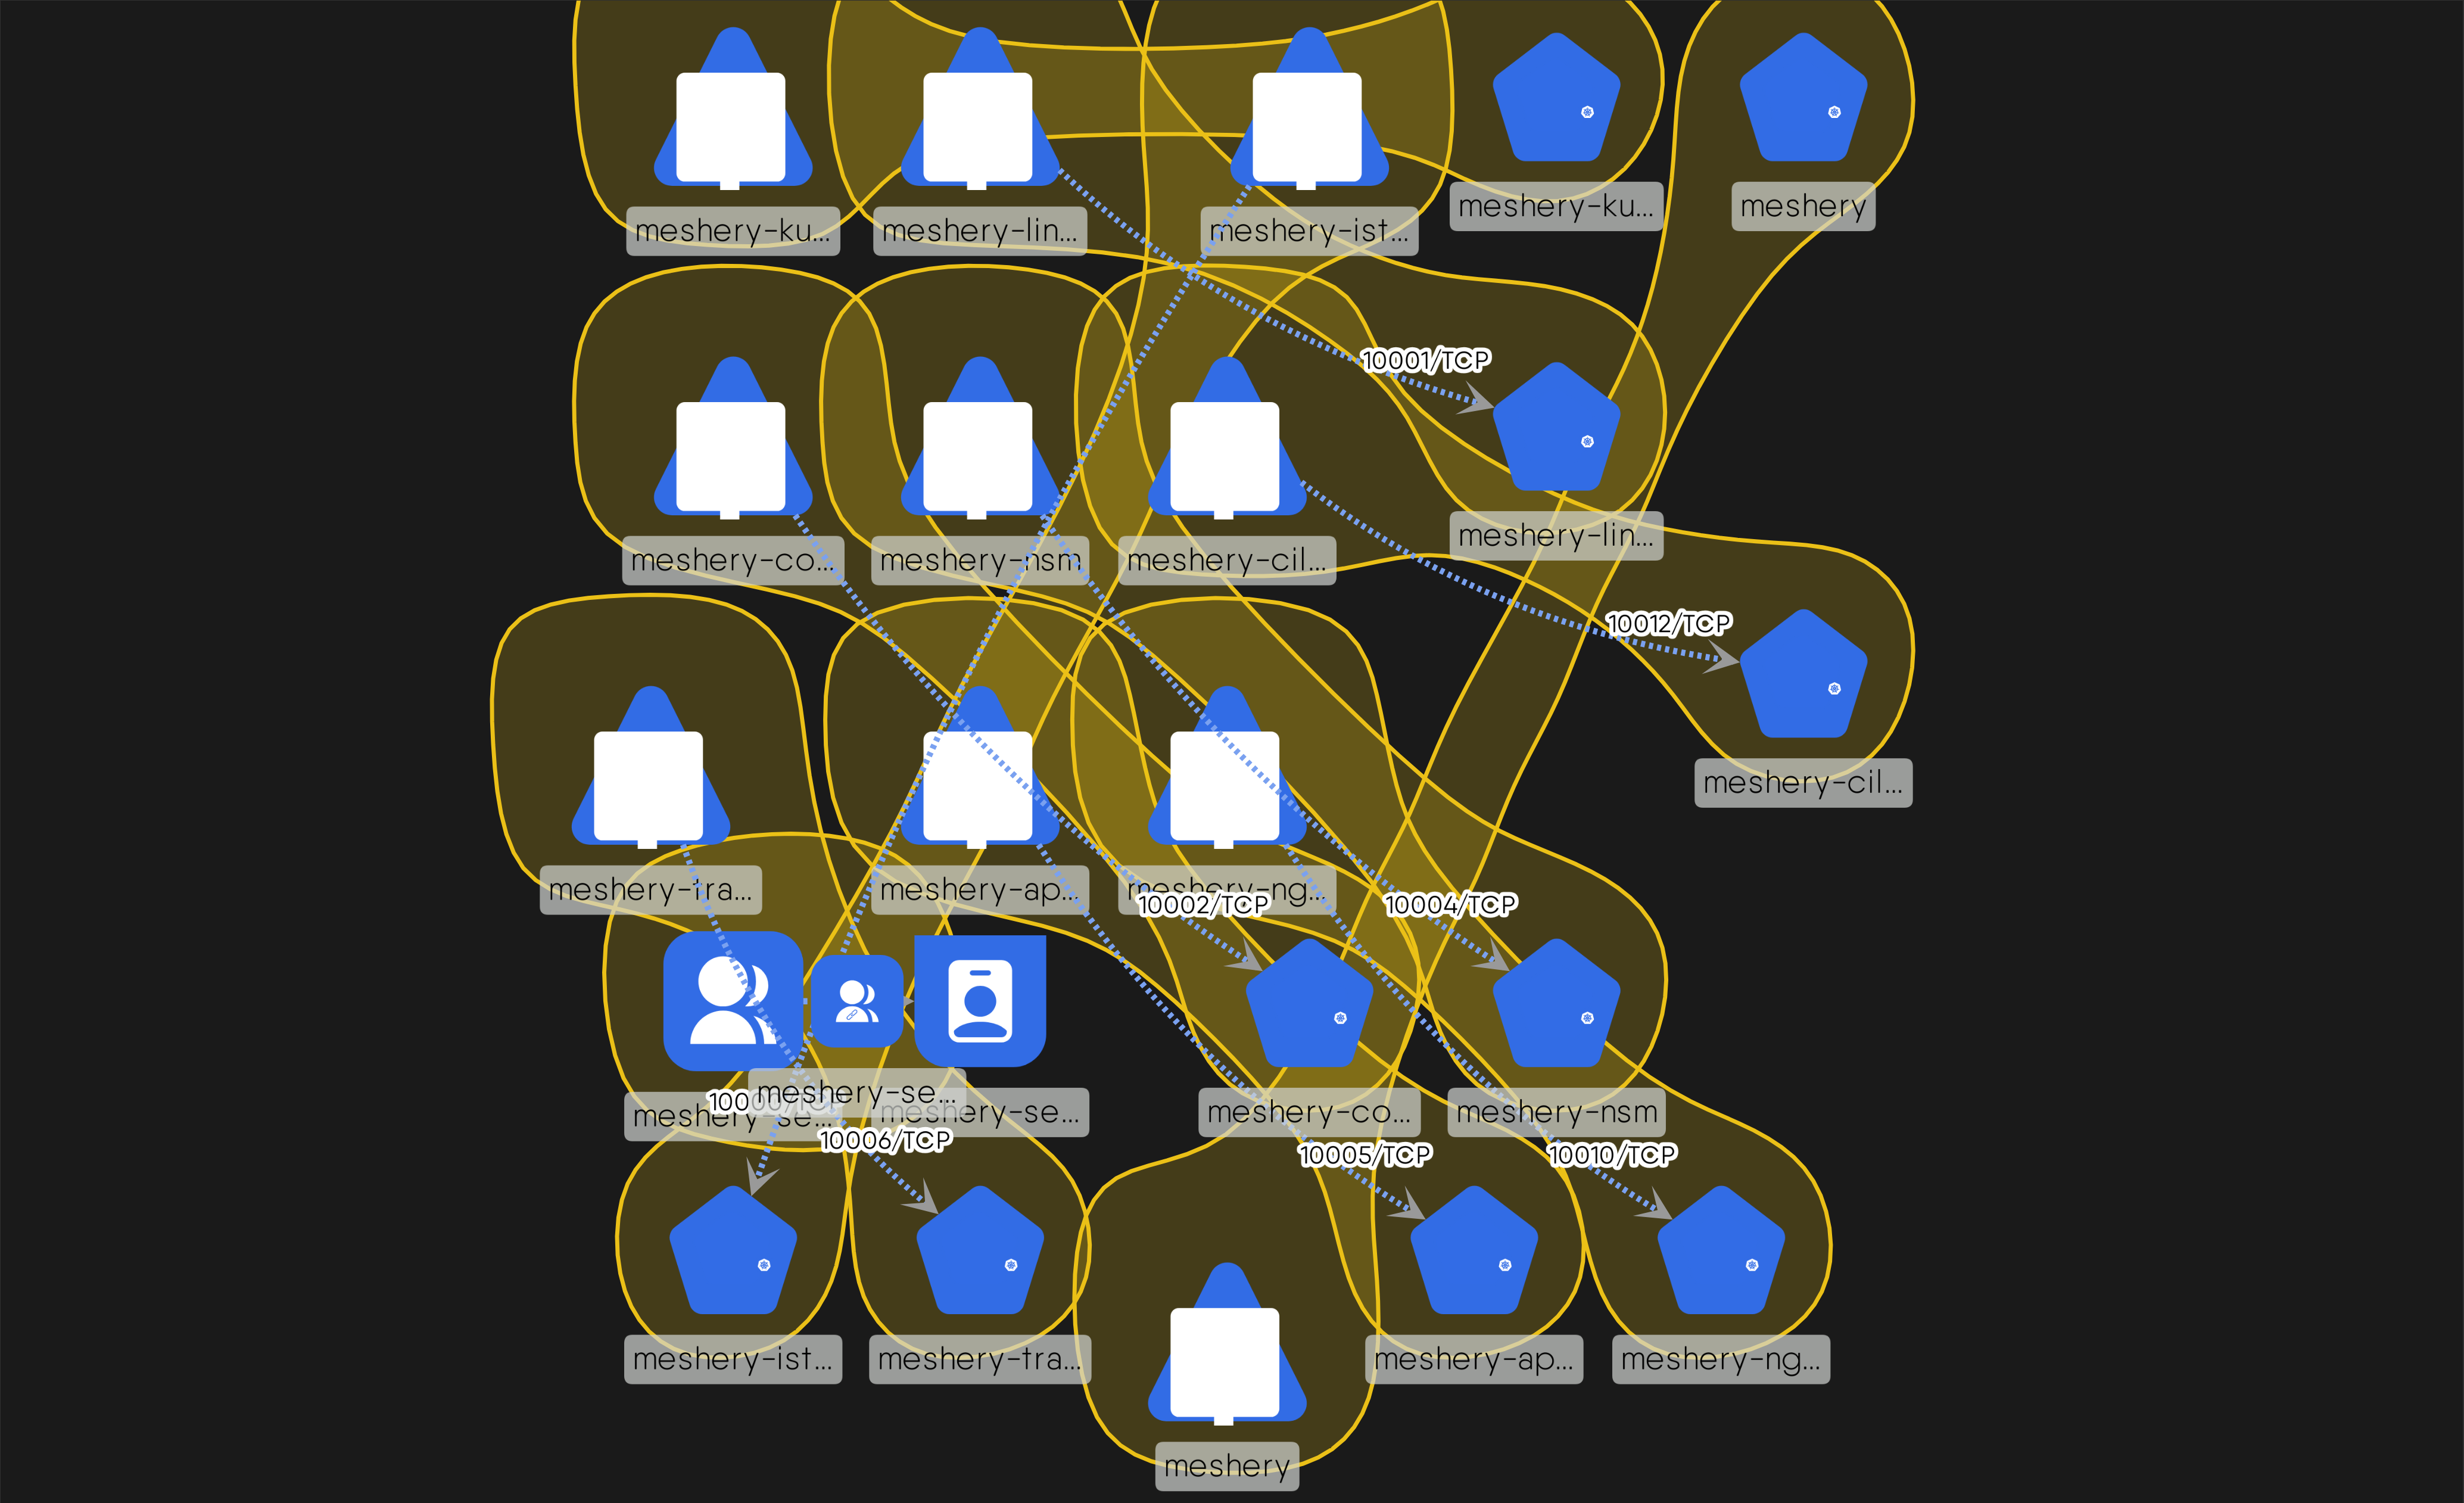 meshery-ku...
meshery-lin...
meshery-ist...
meshery-ku...
meshery
10001/TCP
meshery-co...
meshery-nsm
meshery-cil...
meshery-lin...
10012/TCP
meshery-cil...
meshery-tra...
meshery-ap...
meshery-ng...
10002/TCP
10004/TCP
meshery-se...
meshery-se...
meshery-se...
meshery-co...
meshery-nsm
10006/TCP
10005/TCP
10010/TCP
meshery-ist...
meshery-tra...
meshery-ap...
meshery-ng...
meshery